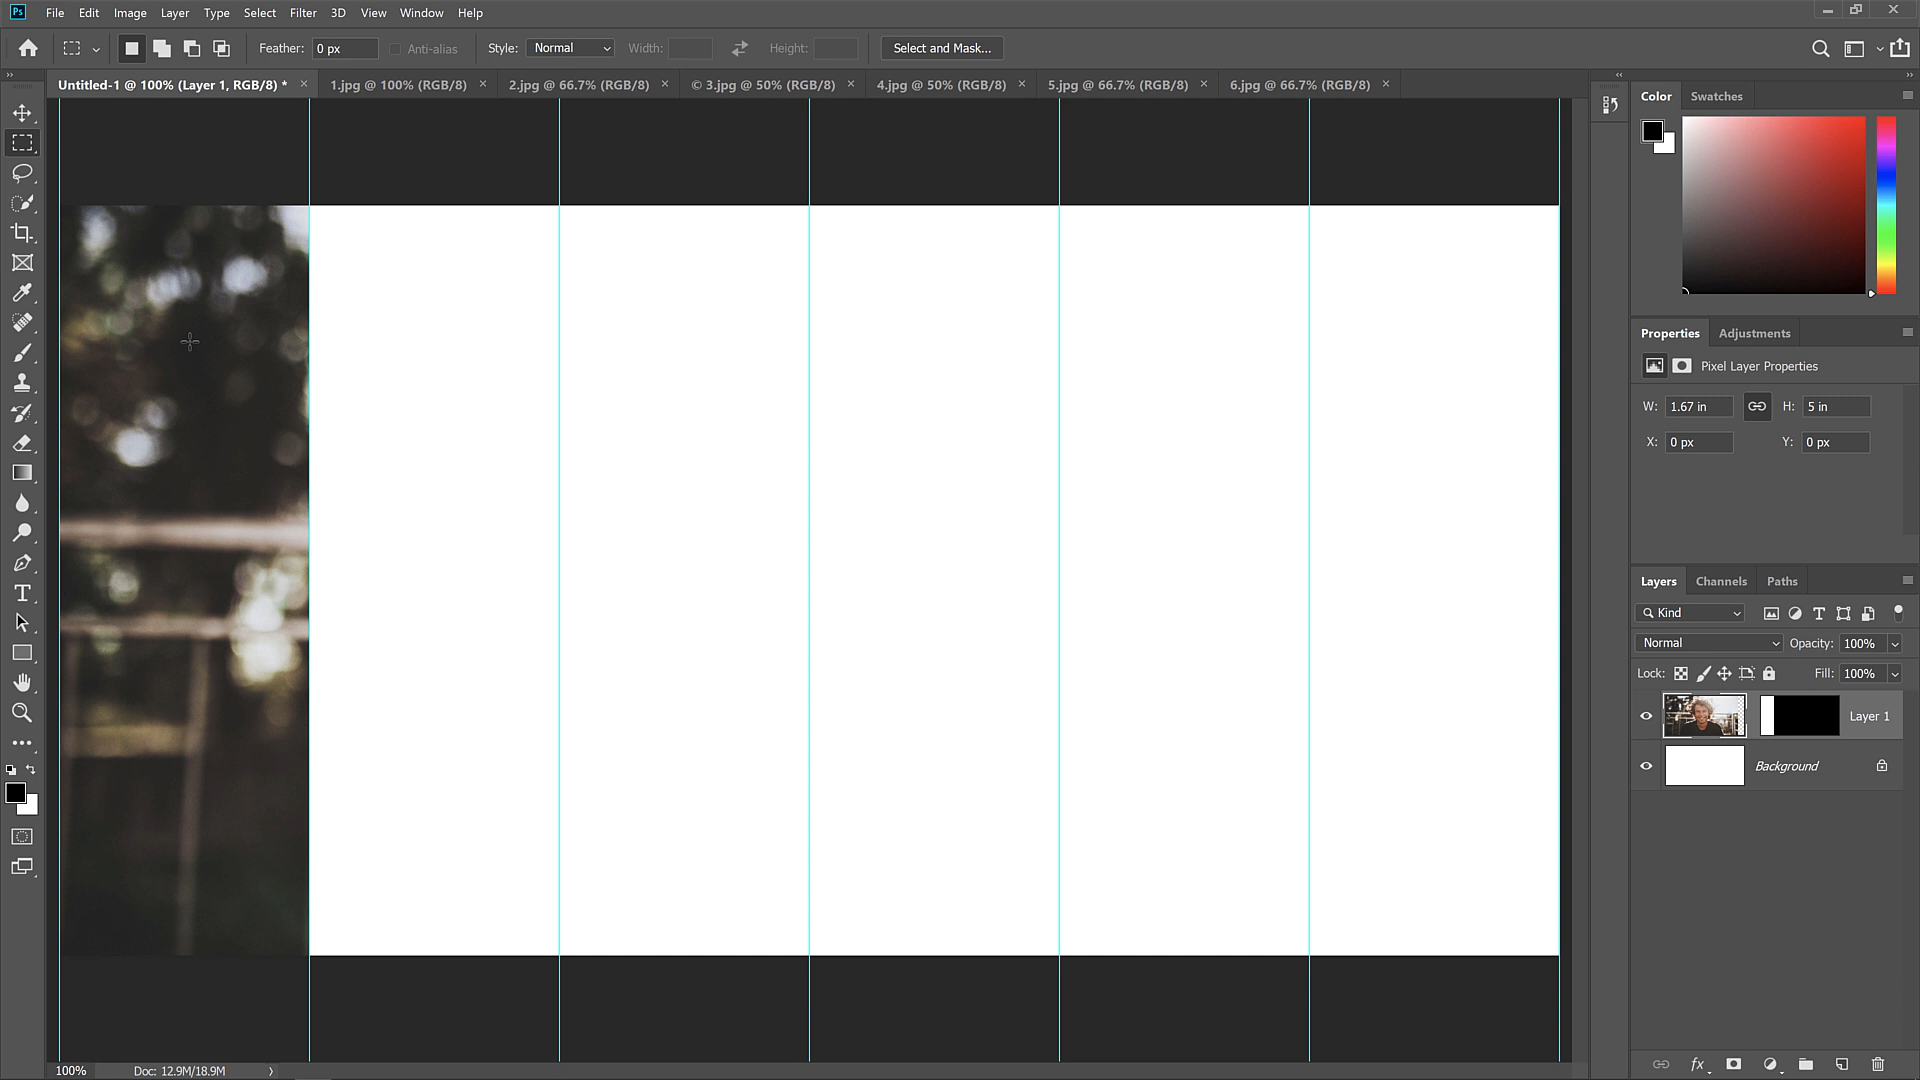 Ps File Edit Image Layer Type Select Filter 3D View Window Help
Feather: 0 px Anti-alias Style: Normal Width: Height: Select and Mask...
Untitled-1 @ 100% (Layer 1, RGB/8) * × 1.jpg @ 100% (RGB/8) × 2.jpg @ 66.7% (RGB/8) × © 3.jpg @ 50% (RGB/8) × 4.jpg @ 50% (RGB/8) × 5.jpg @ 66.7% (RGB/8) × 6.jpg @ 66.7% (RGB/8) ×
Color Swatches
Properties Adjustments
Pixel Layer Properties
W: 1.67 in H: 5 in
X: 0 px Y: 0 px
Layers Channels Paths
Kind
Normal Opacity: 100%
Lock: Fill: 100%
Layer 1
Background
fx
100% Doc: 12.9M/18.9M